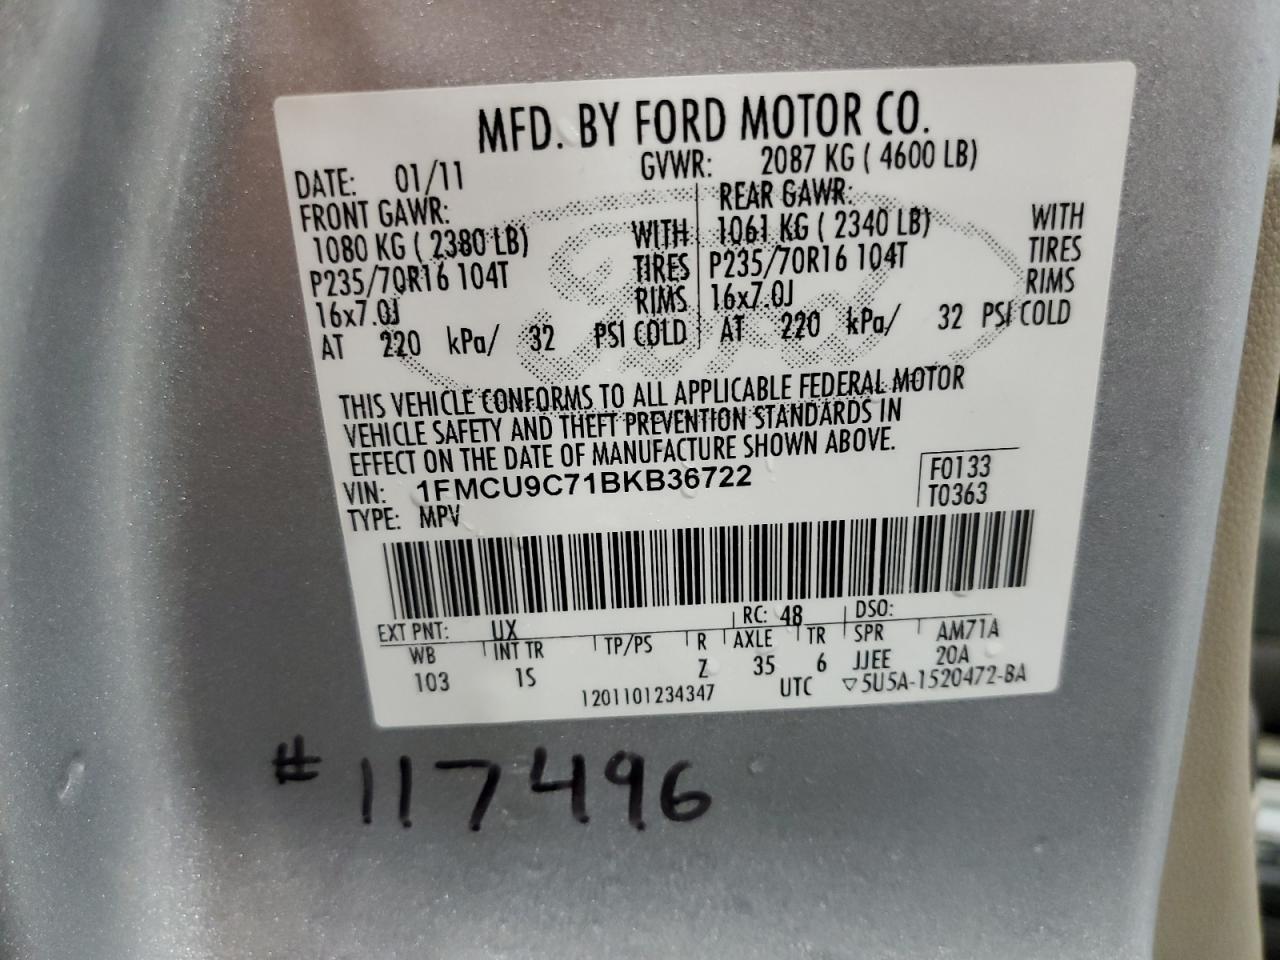 MFD. BY FORD MOTOR CO.
DATE: 01/11 GVWR: 2087 KG ( 4600 LB)
FRONT GAWR: REAR GAWR:
1080 KG ( 2380 LB) WITH 1061 KG ( 2340 LB) WITH
P235/70R16 104T TIRES P235/70R16 104T TIRES
16x7.0J RIMS 16x7.0J RIMS
AT 220 kPa/ 32 PSI COLD AT 220 kPa/ 32 PSI COLD
THIS VEHICLE CONFORMS TO ALL APPLICABLE FEDERAL MOTOR
VEHICLE SAFETY AND THEFT PREVENTION STANDARDS IN
EFFECT ON THE DATE OF MANUFACTURE SHOWN ABOVE.
VIN: 1FMCU9C71BKB36722 F0133
TYPE: MPV T0363
EXT PNT: UX RC: 48 DSO:
WB INT TR TP/PS R AXLE TR SPR AM71A
103 1S Z 35 6 JJEE 20A
1201101234347 UTC ▽5U5A-1520472-BA
# 117496